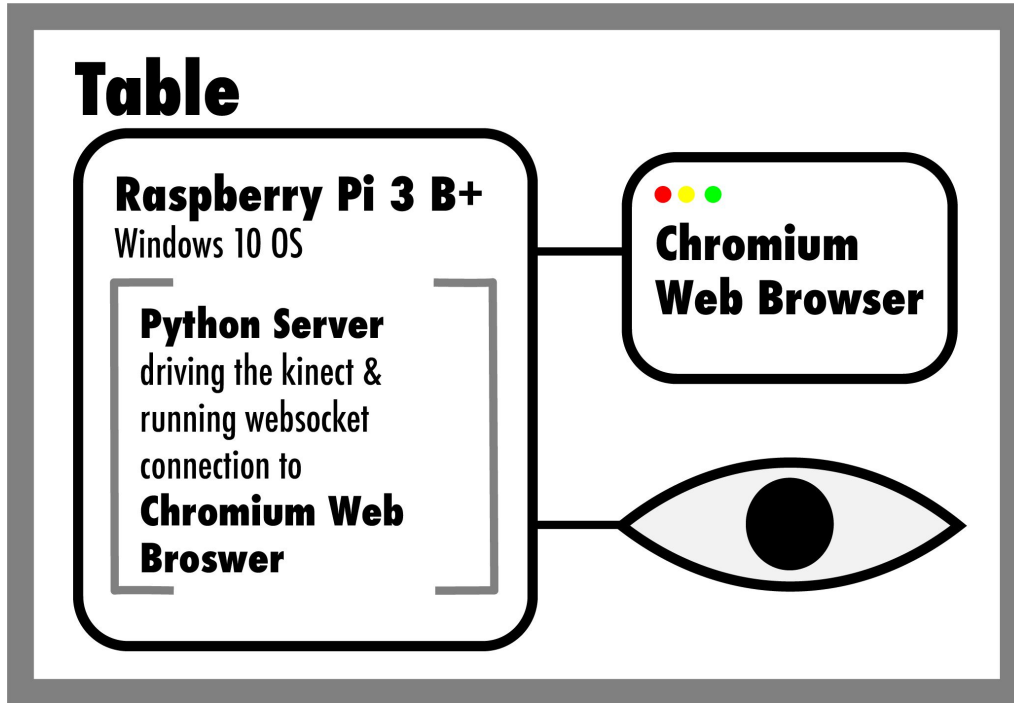 Table
Raspberry Pi 3 B+
Windows 10 OS
Python Server
driving the kinect &
running websocket
connection to
Chromium Web
Broswer
Chromium
Web Browser